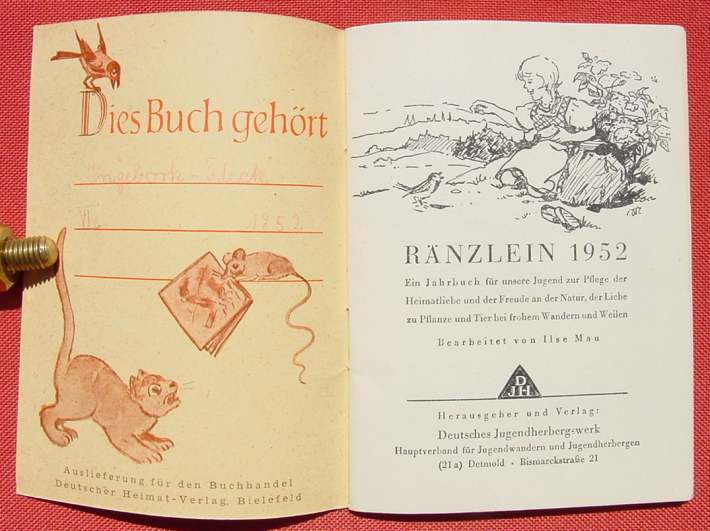 Dies Buch gehört
1952
Auslieferung für den Buchhandel
Deutscher Heimat-Verlag, Bielefeld
RÄNZLEIN 1952
Ein Jahrbuch für unsere Jugend zur Pflege der
Heimatliebe und der Freude an der Natur, der Liebe
zu Pflanze und Tier bei frohem Wandern und Weilen
Bearbeitet von Ilse Mau
D
JH
Herausgeber und Verlag:
Deutsches Jugendherbergswerk
Hauptverband für Jugendwandern und Jugendherbergen
(21a) Detmold · Bismarckstraße 21